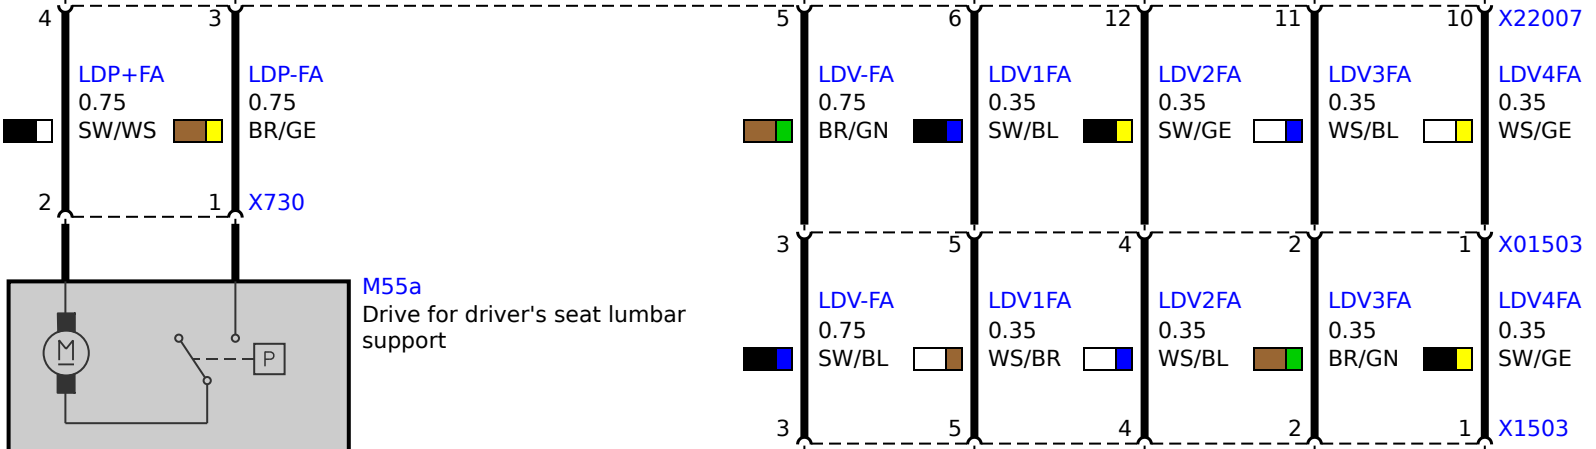 4 3 5 6 12 11 10 X22007
LDP+FA LDP-FA LDV-FA LDV1FA LDV2FA LDV3FA LDV4FA
0.75 0.75 0.75 0.35 0.35 0.35 0.35
SW/WS BR/GE BR/GN SW/BL SW/GE WS/BL WS/GE
2 1 X730
3 5 4 2 1 X01503
M55a
Drive for driver's seat lumbar
support
LDV-FA LDV1FA LDV2FA LDV3FA LDV4FA
0.75 0.35 0.35 0.35 0.35
SW/BL WS/BR WS/BL BR/GN SW/GE
M P
3 5 4 2 1 X1503